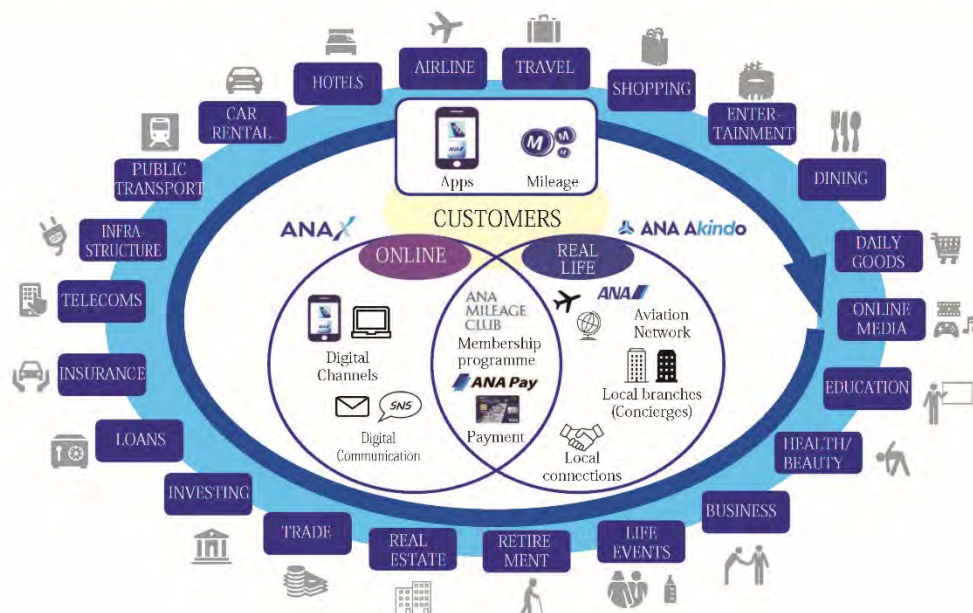 AIRLINE
TRAVEL
HOTELS
SHOPPING
CAR
RENTAL
ENTER-
TAINMENT
PUBLIC
TRANSPORT
DINING
INFRA
STRUCTURE
DAILY
GOODS
TELECOMS
ONLINE
MEDIA
INSURANCE
EDUCATION
LOANS
HEALTH/
BEAUTY
INVESTING
BUSINESS
TRADE
LIFE
EVENTS
REAL
ESTATE
RETIRE
MENT
M M M
Apps
Mileage
CUSTOMERS
ANA X
ANA Akindo
ONLINE
REAL
LIFE
Digital
Channels
SNS
Digital
Communication
ANA
MILEAGE
CLUB
Membership
programme
ANA Pay
Payment
ANA
Aviation
Network
Local branches
(Concierges)
Local
connections